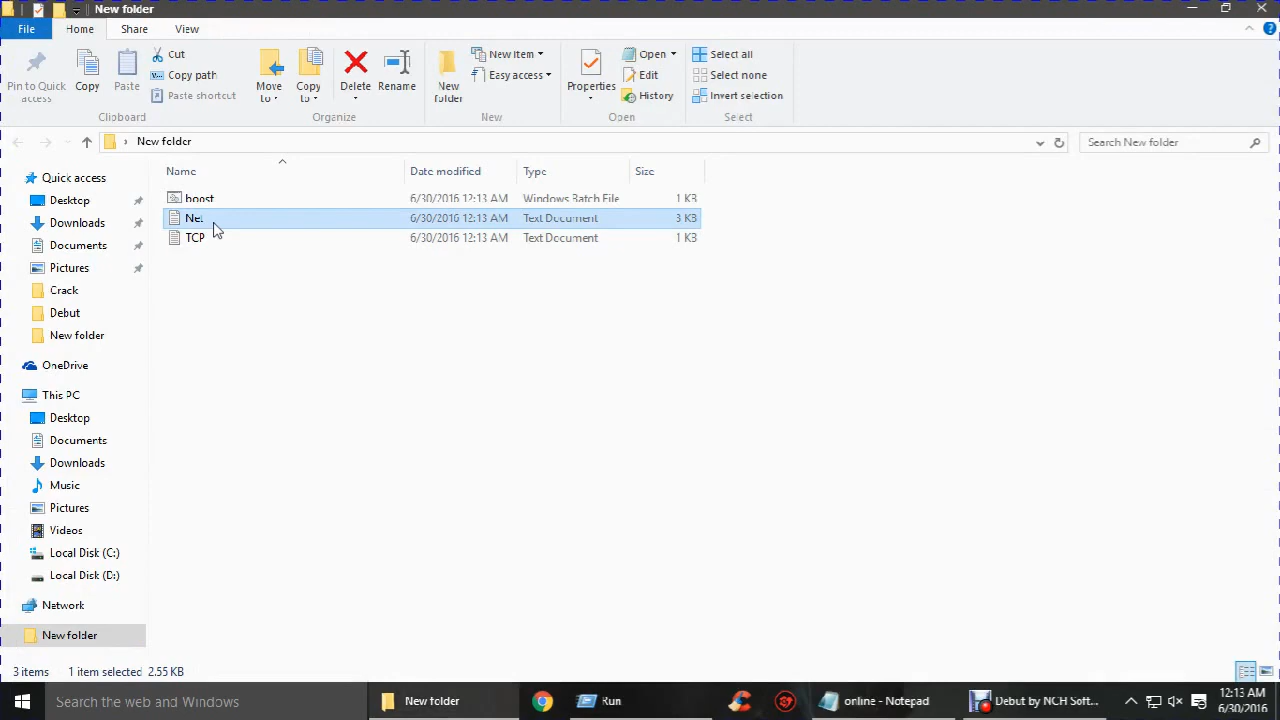 New folder
File
Home
Share
View
Pin to Quick
access
Copy
Paste
Cut
Copy path
Paste shortcut
Clipboard
Move
to
Copy
to
Delete
Rename
Organize
New
folder
New item
Easy access
New
Properties
Open
Edit
History
Open
Select all
Select none
Invert selection
Select
New folder
Search New folder
Name
Date modified
Type
Size
boost
6/30/2016 12:13 AM
Windows Batch File
1 KB
Net
6/30/2016 12:13 AM
Text Document
3 KB
TCP
6/30/2016 12:13 AM
Text Document
1 KB
Quick access
Desktop
Downloads
Documents
Pictures
Crack
Debut
New folder
OneDrive
This PC
Desktop
Documents
Downloads
Music
Pictures
Videos
Local Disk (C:)
Local Disk (D:)
Network
New folder
3 items
1 item selected 2.55 KB
Search the web and Windows
New folder
Run
online - Notepad
Debut by NCH Soft...
12:13 AM
6/30/2016